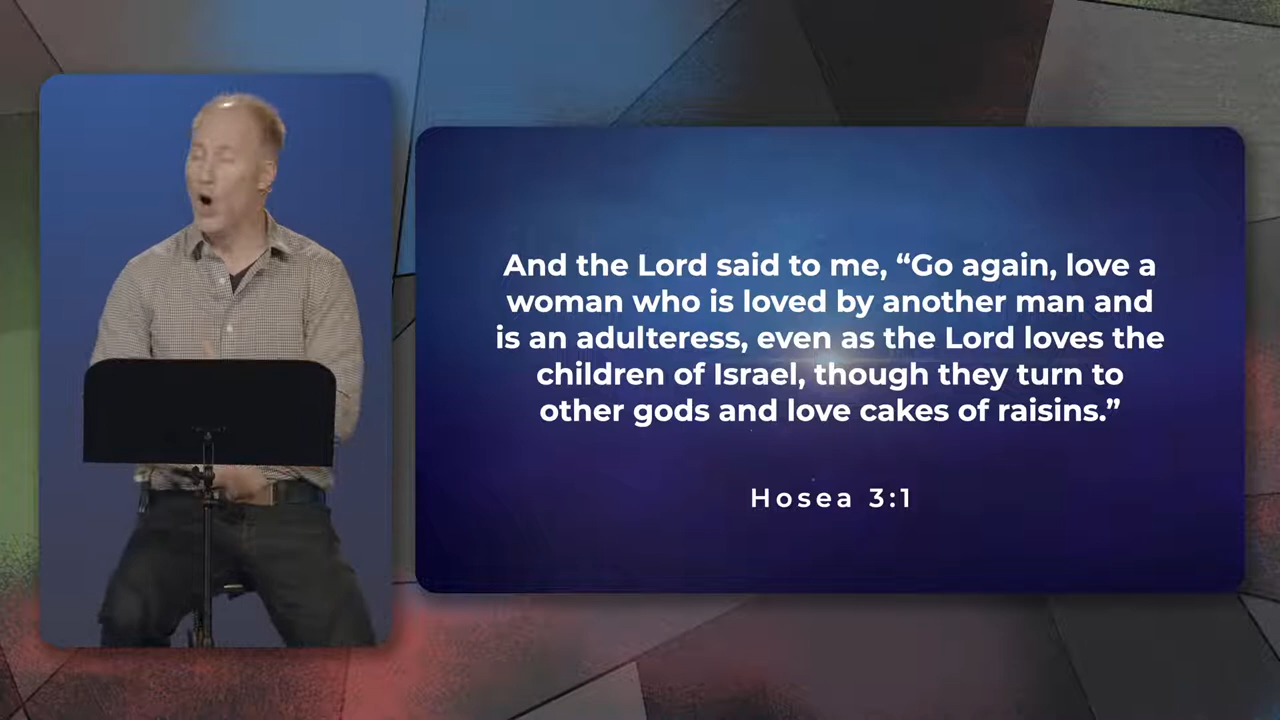 And the Lord said to me, “Go again, love a
woman who is loved by another man and
is an adulteress, even as the Lord loves the
children of Israel, though they turn to
other gods and love cakes of raisins.”
Hosea 3:1